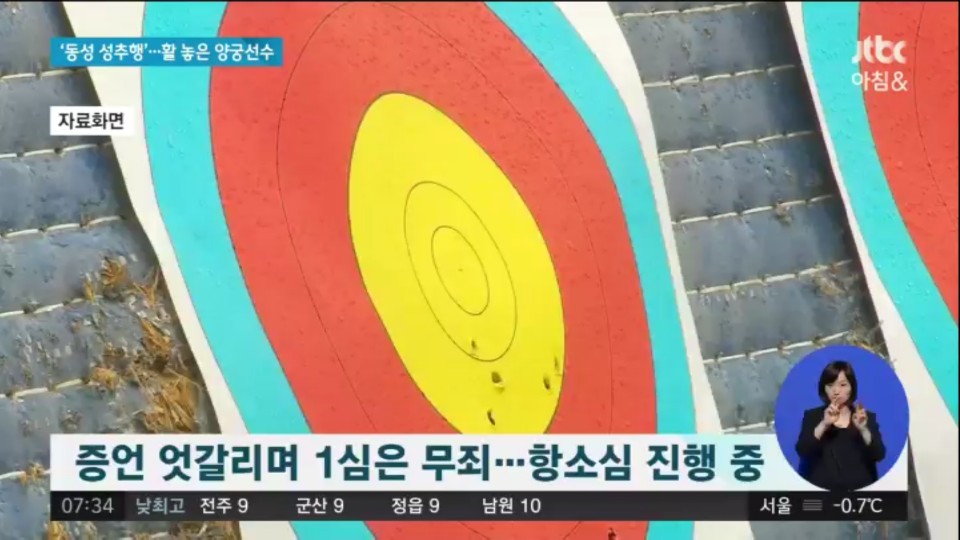 '동성 성추행'…활 놓은 양궁선수
jtbc
아침&
자료화면
증언 엇갈리며 1심은 무죄…항소심 진행 중
07:34 낮최고 전주 9 군산 9 정읍 9 남원 10 서울 -0.7℃